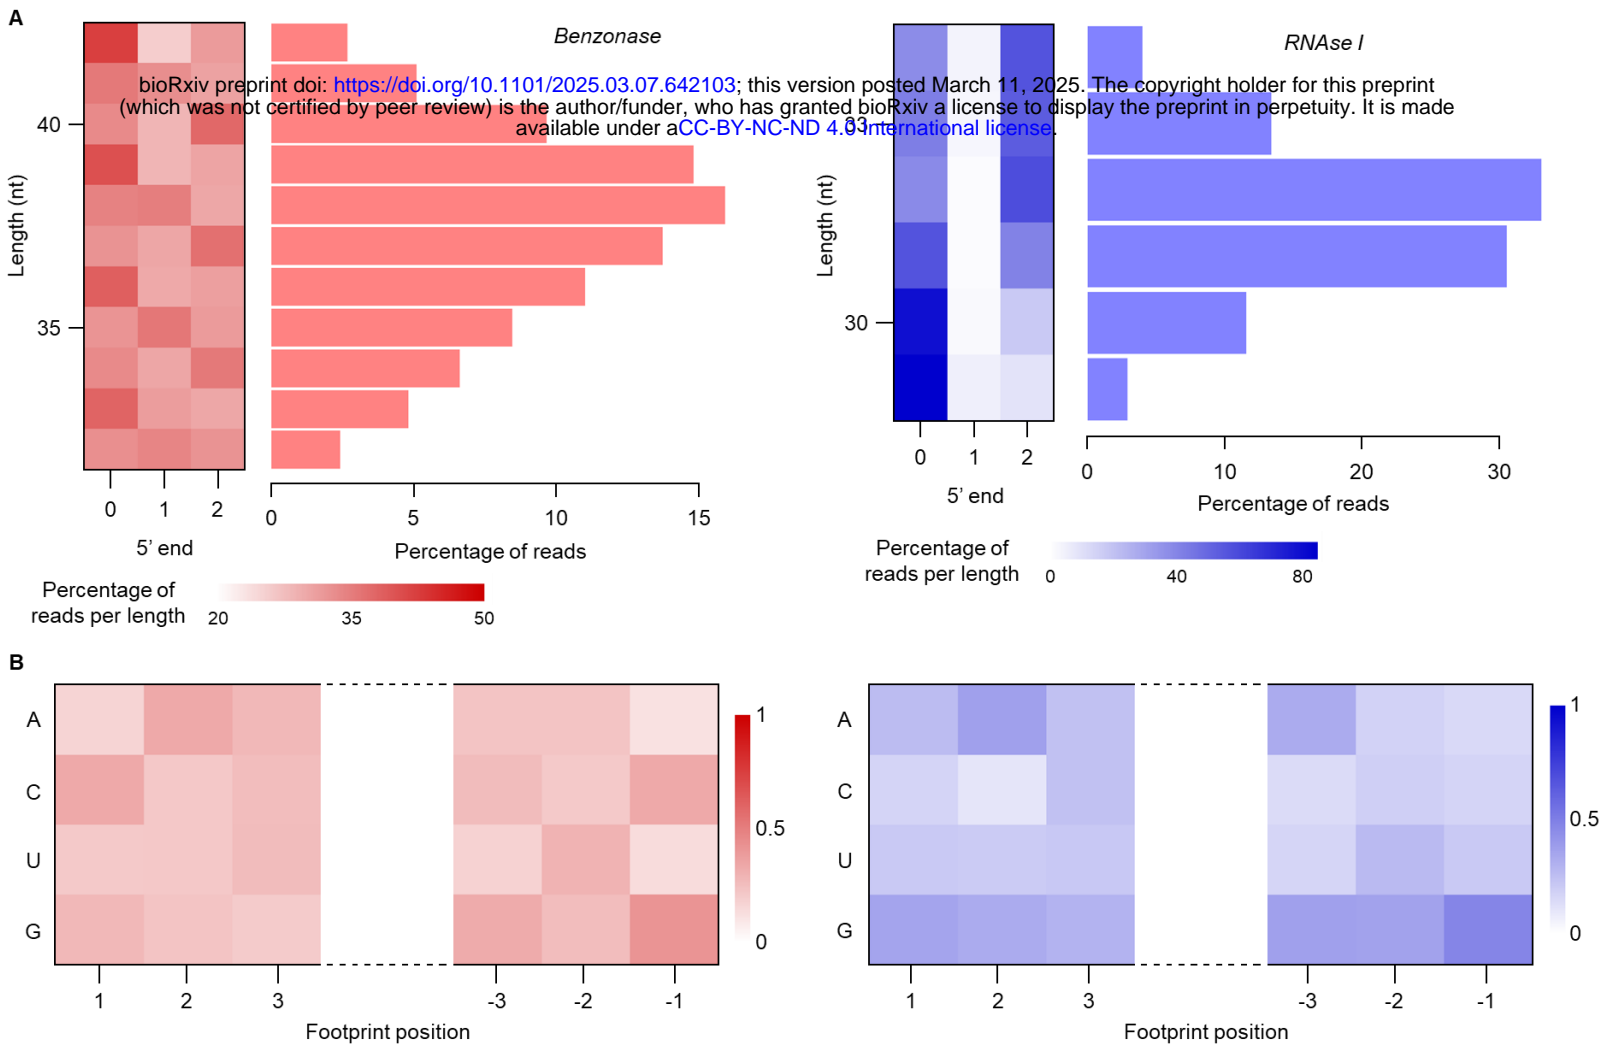 A
Benzonase
RNAse I
bioRxiv preprint doi: https://doi.org/10.1101/2025.03.07.642103; this version posted March 11, 2025. The copyright holder for this preprint
(which was not certified by peer review) is the author/funder, who has granted bioRxiv a license to display the preprint in perpetuity. It is made
available under aCC-BY-NC-ND 4.0 International license.
Length (nt)
40
35
0 1 2
5’ end
0 5 10 15
Percentage of reads
Percentage of
reads per length
20 35 50
Length (nt)
33
30
0 1 2
5’ end
0 10 20 30
Percentage of reads
Percentage of
reads per length
0 40 80
B
A
C
U
G
1 2 3 -3 -2 -1
Footprint position
1
0.5
0
A
C
U
G
1 2 3 -3 -2 -1
Footprint position
1
0.5
0